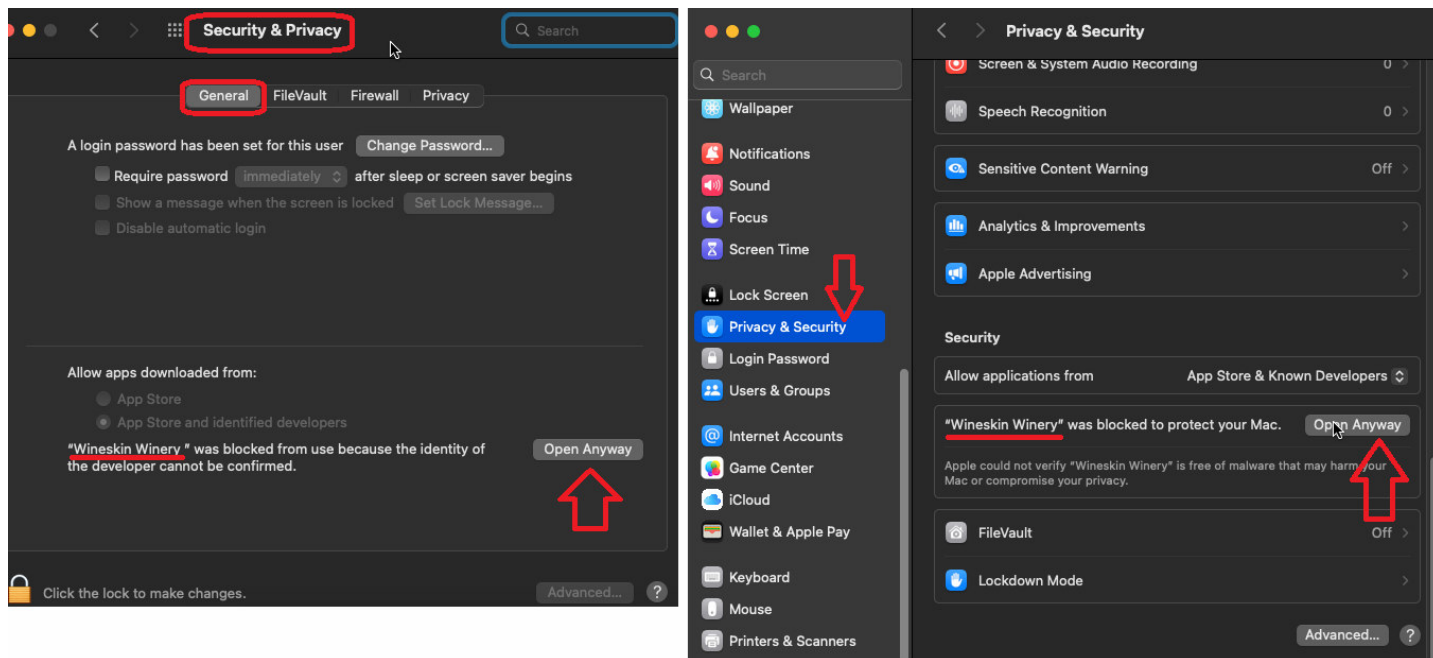 Security & Privacy
Search
General FileVault Firewall Privacy
A login password has been set for this user Change Password...
Require password immediately after sleep or screen saver begins
Show a message when the screen is locked Set Lock Message...
Disable automatic login
Allow apps downloaded from:
App Store
App Store and identified developers
“Wineskin Winery ” was blocked from use because the identity of
the developer cannot be confirmed.
Open Anyway
Click the lock to make changes.
Advanced... ?
Search
Wallpaper
Notifications
Sound
Focus
Screen Time
Lock Screen
Privacy & Security
Login Password
Users & Groups
Internet Accounts
Game Center
iCloud
Wallet & Apple Pay
Keyboard
Mouse
Printers & Scanners
Privacy & Security
Screen & System Audio Recording 0
Speech Recognition 0
Sensitive Content Warning Off
Analytics & Improvements
Apple Advertising
Security
Allow applications from App Store & Known Developers
“Wineskin Winery” was blocked to protect your Mac. Open Anyway
Apple could not verify “Wineskin Winery” is free of malware that may harm your
Mac or compromise your privacy.
FileVault Off
Lockdown Mode
Advanced... ?